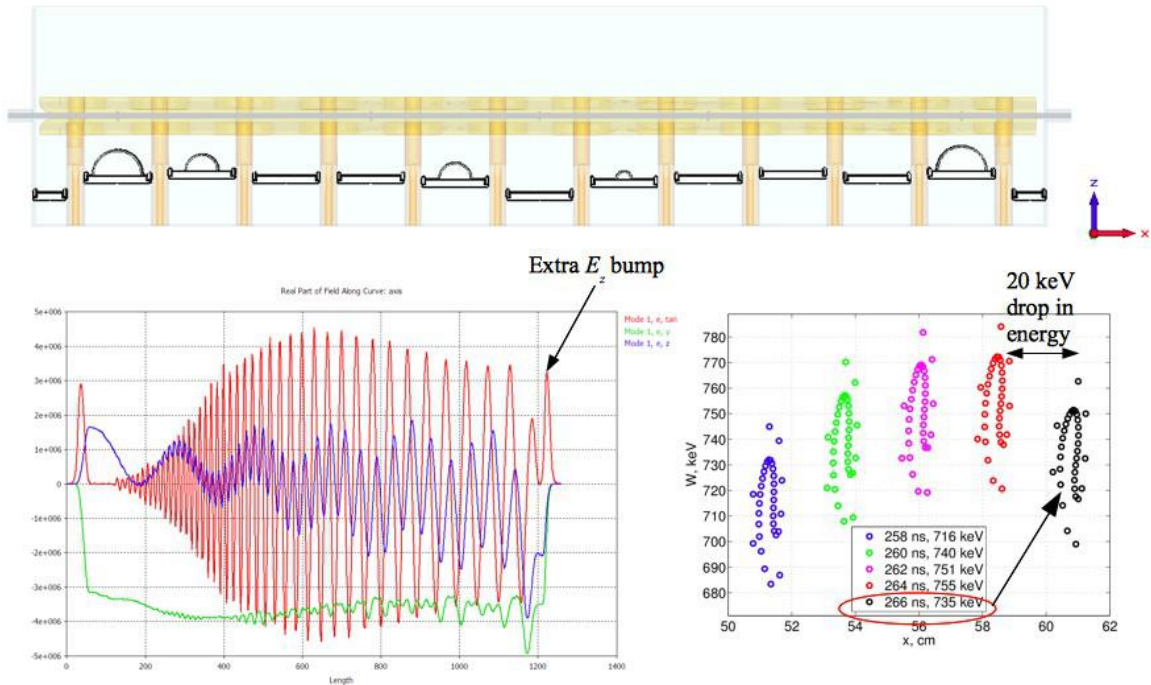 z
x
Extra E_z bump
Real Part of Field Along Curve: axis
5e+006
4e+006
3e+006
2e+006
1e+006
0
-1e+006
-2e+006
-3e+006
-4e+006
-5e+006
0 200 400 600 800 1000 1200 1400
Length
Mode 1, e, tan
Mode 1, e, y
Mode 1, e, z
20 keV
drop in
energy
780
770
760
750
740
730
720
710
700
690
680
W, keV
258 ns, 716 keV
260 ns, 740 keV
262 ns, 751 keV
264 ns, 755 keV
266 ns, 735 keV
50 52 54 56 58 60 62
x, cm